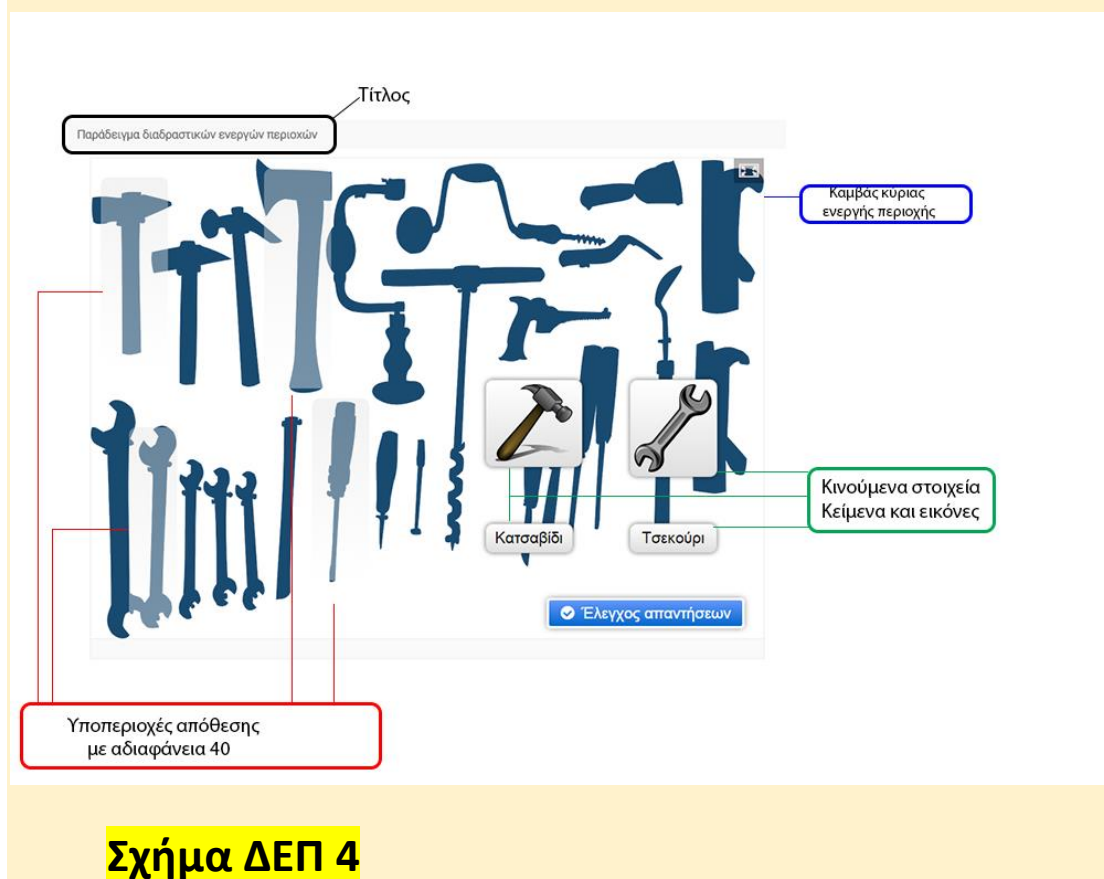 Τίτλος
Παράδειγμα διαδραστικών ενεργών περιοχών
Καμβάς κύριας
ενεργής περιοχής
Κινούμενα στοιχεία
Κείμενα και εικόνες
Κατσαβίδι
Τσεκούρι
Έλεγχος απαντήσεων
Υποπεριοχές απόθεσης
με αδιαφάνεια 40
Σχήμα ΔΕΠ 4